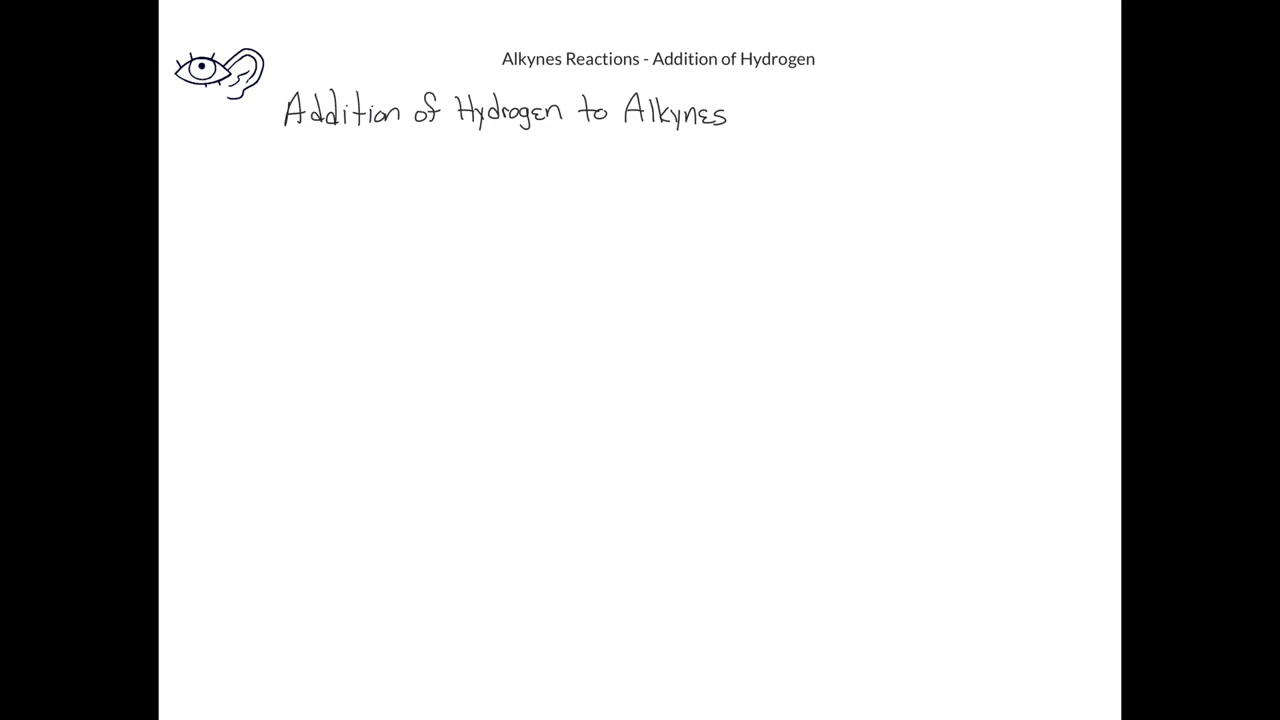 Alkynes Reactions - Addition of Hydrogen
Addition of Hydrogen to Alkynes